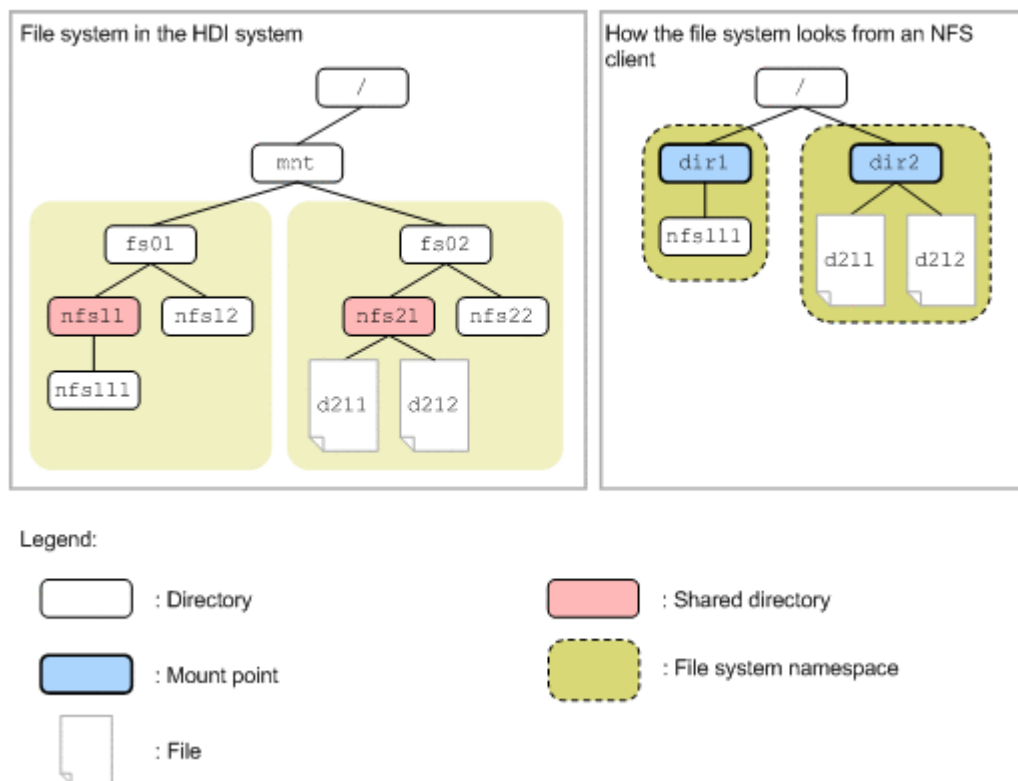 File system in the HDI system
/
mnt
fs01
fs02
nfs11
nfs12
nfs21
nfs22
nfs111
d211
d212
How the file system looks from an NFS
client
/
dir1
dir2
nfs111
d211
d212
Legend:
: Directory
: Shared directory
: Mount point
: File system namespace
: File